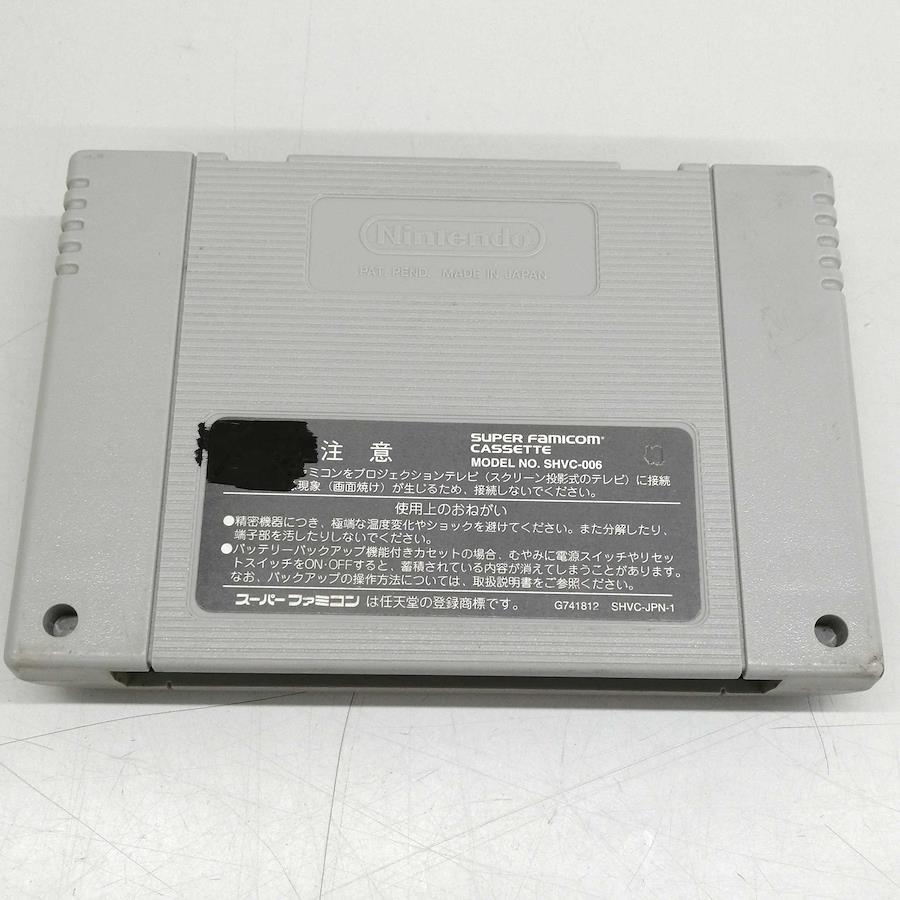 Nintendo
PAT. PEND. MADE IN JAPAN
注意
SUPER FAMICOM
CASSETTE
MODEL NO. SHVC-006
ミコンをプロジェクションテレビ(スクリーン投影式のテレビ)に接続
現象(画面焼け)が生じるため、接続しないでください。
使用上のおねがい
●精密機器につき、極端な温度変化やショックを避けてください。また分解したり、
端子部を汚したりしないでください。
●バッテリーバックアップ機能付きカセットの場合、むやみに電源スイッチやリセッ
トスイッチをON・OFFすると、蓄積されている内容が消えてしまうことがあります。
なお、バックアップの操作方法については、取扱説明書をご参照ください。
スーパーファミコンは任天堂の登録商標です。
G741812 SHVC-JPN-1